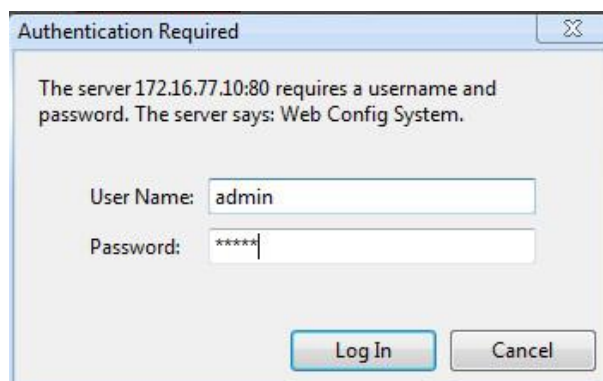 Authentication Required
The server 172.16.77.10:80 requires a username and
password. The server says: Web Config System.
User Name: admin
Password: *****
Log In Cancel